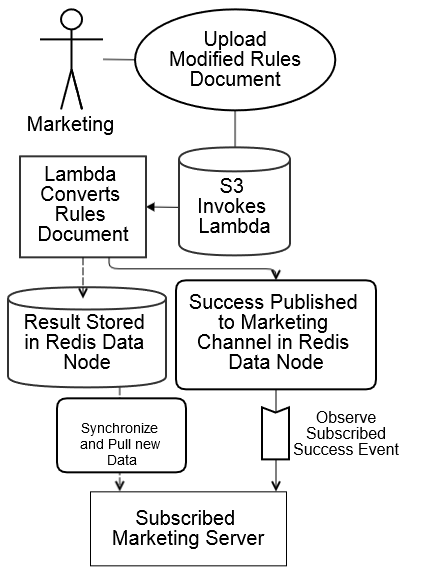 Upload
Modified Rules
Document
Marketing
Lambda
Converts
Rules
Document
S3
Invokes
Lambda
Result Stored
in Redis Data
Node
Success Published
to Marketing
Channel in Redis
Data Node
Synchronize
and Pull new
Data
Observe
Subscribed
Success Event
Subscribed
Marketing Server